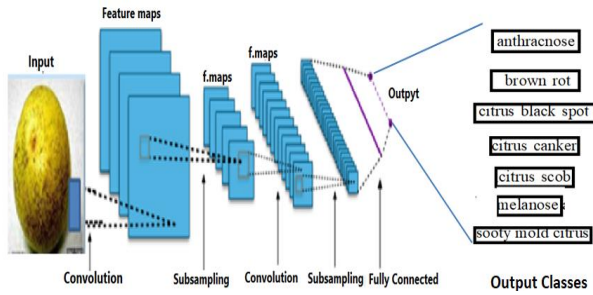 Feature maps
f.maps
f.maps
Input
Outpyt
Convolution
Subsampling
Convolution
Subsampling
Fully Connected
anthracnose
brown rot
citrus black spot
citrus canker
citrus scob
melanose
sooty mold citrus
Output Classes